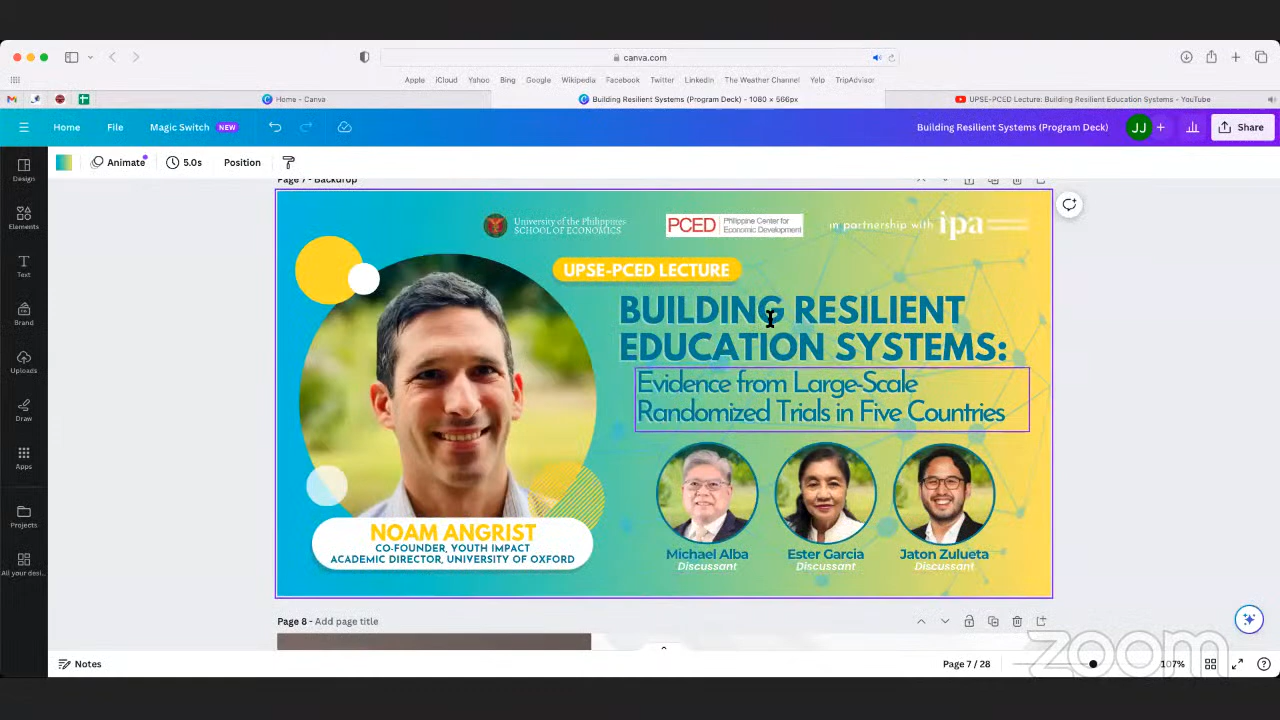 canva.com
Apple iCloud Yahoo Bing Google Wikipedia Facebook Twitter LinkedIn The Weather Channel Yelp TripAdvisor
Home - Canva
Building Resilient Systems (Program Deck) - 1080 × 566px
UPSE-PCED Lecture: Building Resilient Education Systems - YouTube
Home File Magic Switch NEW
Building Resilient Systems (Program Deck)
JJ
Share
Animate
5.0s
Position
Design
Elements
Text
Brand
Uploads
Draw
Apps
Projects
All your desi...
Page 7 - Backdrop
University of the Philippines
SCHOOL OF ECONOMICS
PCED
Philippine Center for
Economic Development
in partnership with ipa
UPSE-PCED LECTURE
BUILDING RESILIENT
EDUCATION SYSTEMS:
Evidence from Large-Scale
Randomized Trials in Five Countries
NOAM ANGRIST
CO-FOUNDER, YOUTH IMPACT
ACADEMIC DIRECTOR, UNIVERSITY OF OXFORD
Michael Alba
Discussant
Ester Garcia
Discussant
Jaton Zulueta
Discussant
Page 8 - Add page title
Notes
Page 7 / 28
107%
zoom